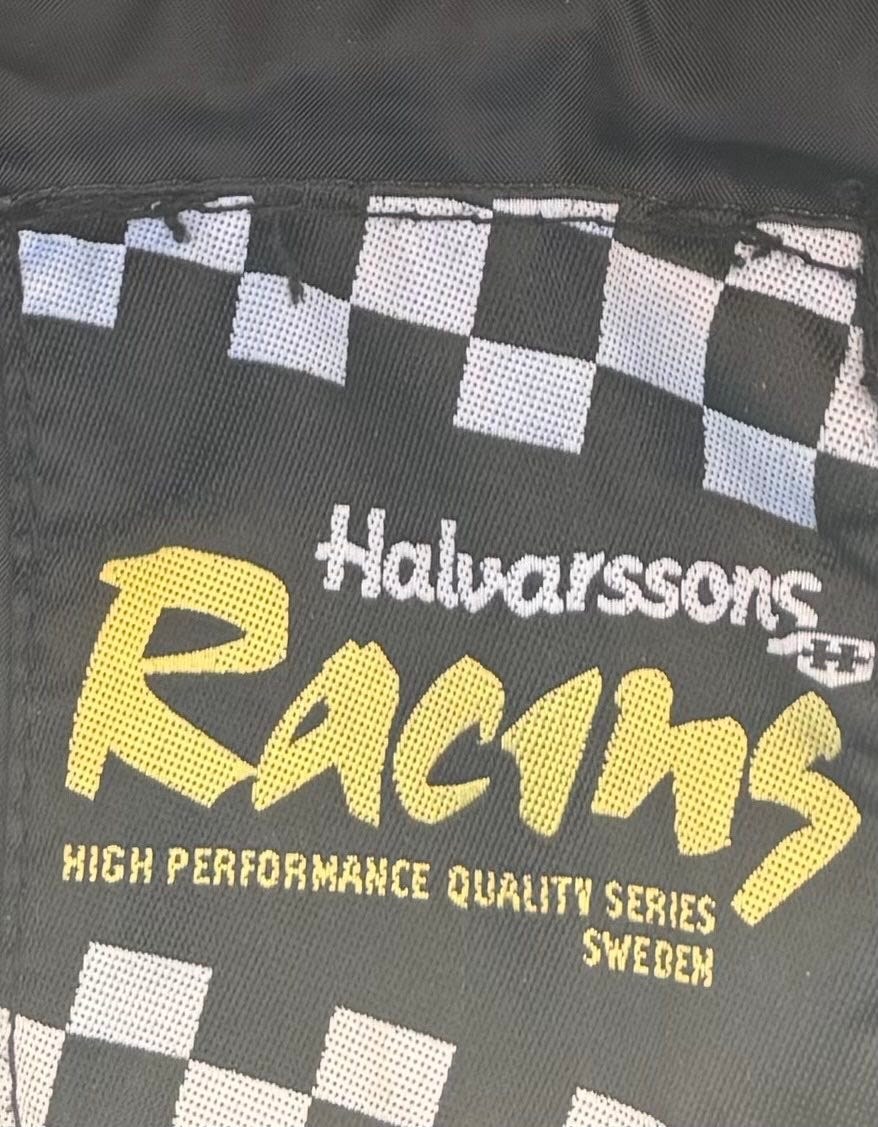 Halvarssons
H
Racing
HIGH PERFORMANCE QUALITY SERIES
SWEDEN